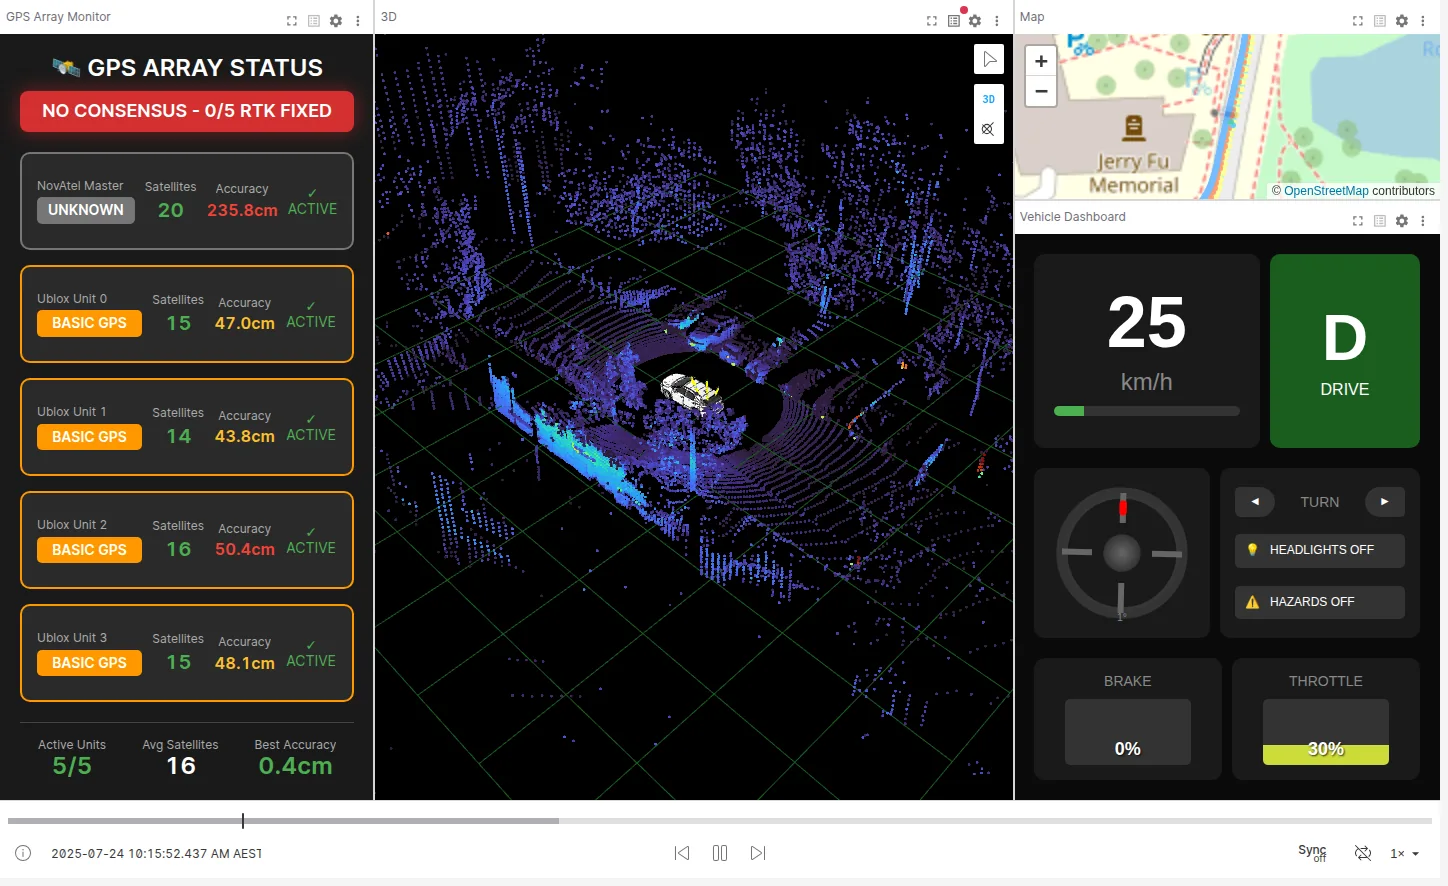 GPS Array Monitor
GPS ARRAY STATUS
NO CONSENSUS - 0/5 RTK FIXED
NovAtel Master
UNKNOWN
Satellites
20
Accuracy
235.8cm
✓
ACTIVE
Ublox Unit 0
BASIC GPS
Satellites
15
Accuracy
47.0cm
✓
ACTIVE
Ublox Unit 1
BASIC GPS
Satellites
14
Accuracy
43.8cm
✓
ACTIVE
Ublox Unit 2
BASIC GPS
Satellites
16
Accuracy
50.4cm
✓
ACTIVE
Ublox Unit 3
BASIC GPS
Satellites
15
Accuracy
48.1cm
✓
ACTIVE
Active Units
5/5
Avg Satellites
16
Best Accuracy
0.4cm
3D
3D
Map
+
−
P
Jerry Fu
Memorial
© OpenStreetMap contributors
Vehicle Dashboard
25
km/h
D
DRIVE
1°
◄ TURN ►
HEADLIGHTS OFF
HAZARDS OFF
BRAKE
0%
THROTTLE
30%
2025-07-24 10:15:52.437 AM AEST
Sync
off
1×